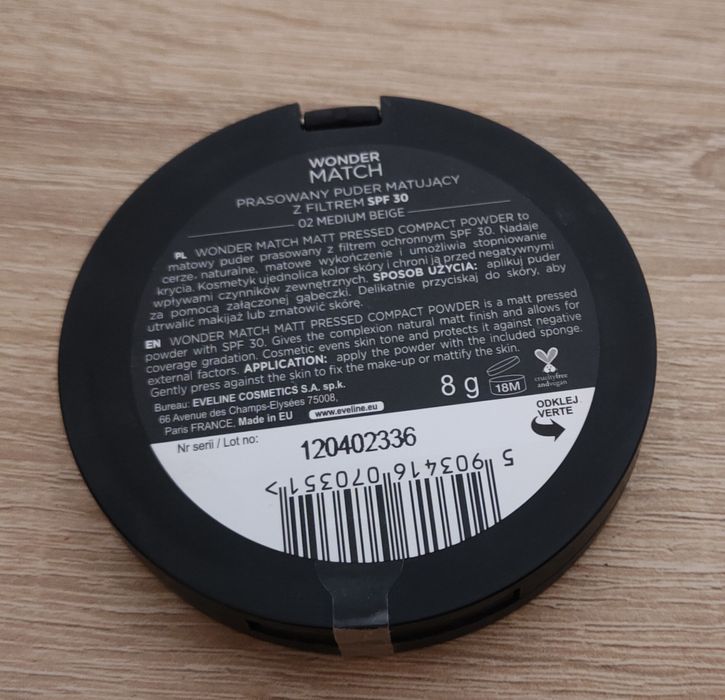 WONDER
MATCH
PRASOWANY PUDER MATUJĄCY
Z FILTREM SPF 30
02 MEDIUM BEIGE
PL WONDER MATCH MATT PRESSED COMPACT POWDER to
matowy puder prasowany z filtrem ochronnym SPF 30. Nadaje
cerze, naturalne, matowe wykończenie i umożliwia stopniowanie
krycia. Kosmetyk ujednolica kolor skóry i chroni ją przed negatywnymi
wpływami czynników zewnętrznych. SPOSÓB UŻYCIA: aplikuj puder
za pomocą załączonej gąbeczki. Delikatnie przyciskaj do skóry, aby
utrwalić makijaż lub zmatowić skórę.
EN WONDER MATCH MATT PRESSED COMPACT POWDER is a matt pressed
powder with SPF 30. Gives the complexion natural matt finish and allows for
coverage gradation. Cosmetic evens skin tone and protects it against negative
external factors. APPLICATION: apply the powder with the included sponge.
Gently press against the skin to fix the make-up or mattify the skin.
Bureau: EVELINE COSMETICS S.A. sp.k.
66 Avenue des Champs-Elysées 75008,
Paris FRANCE, Made in EU
www.eveline.eu
8 g
18M
crueltyfree
andvegan
ODKLEJ
VERTE
Nr serii / Lot no:
120402336
5 903416 070351 >